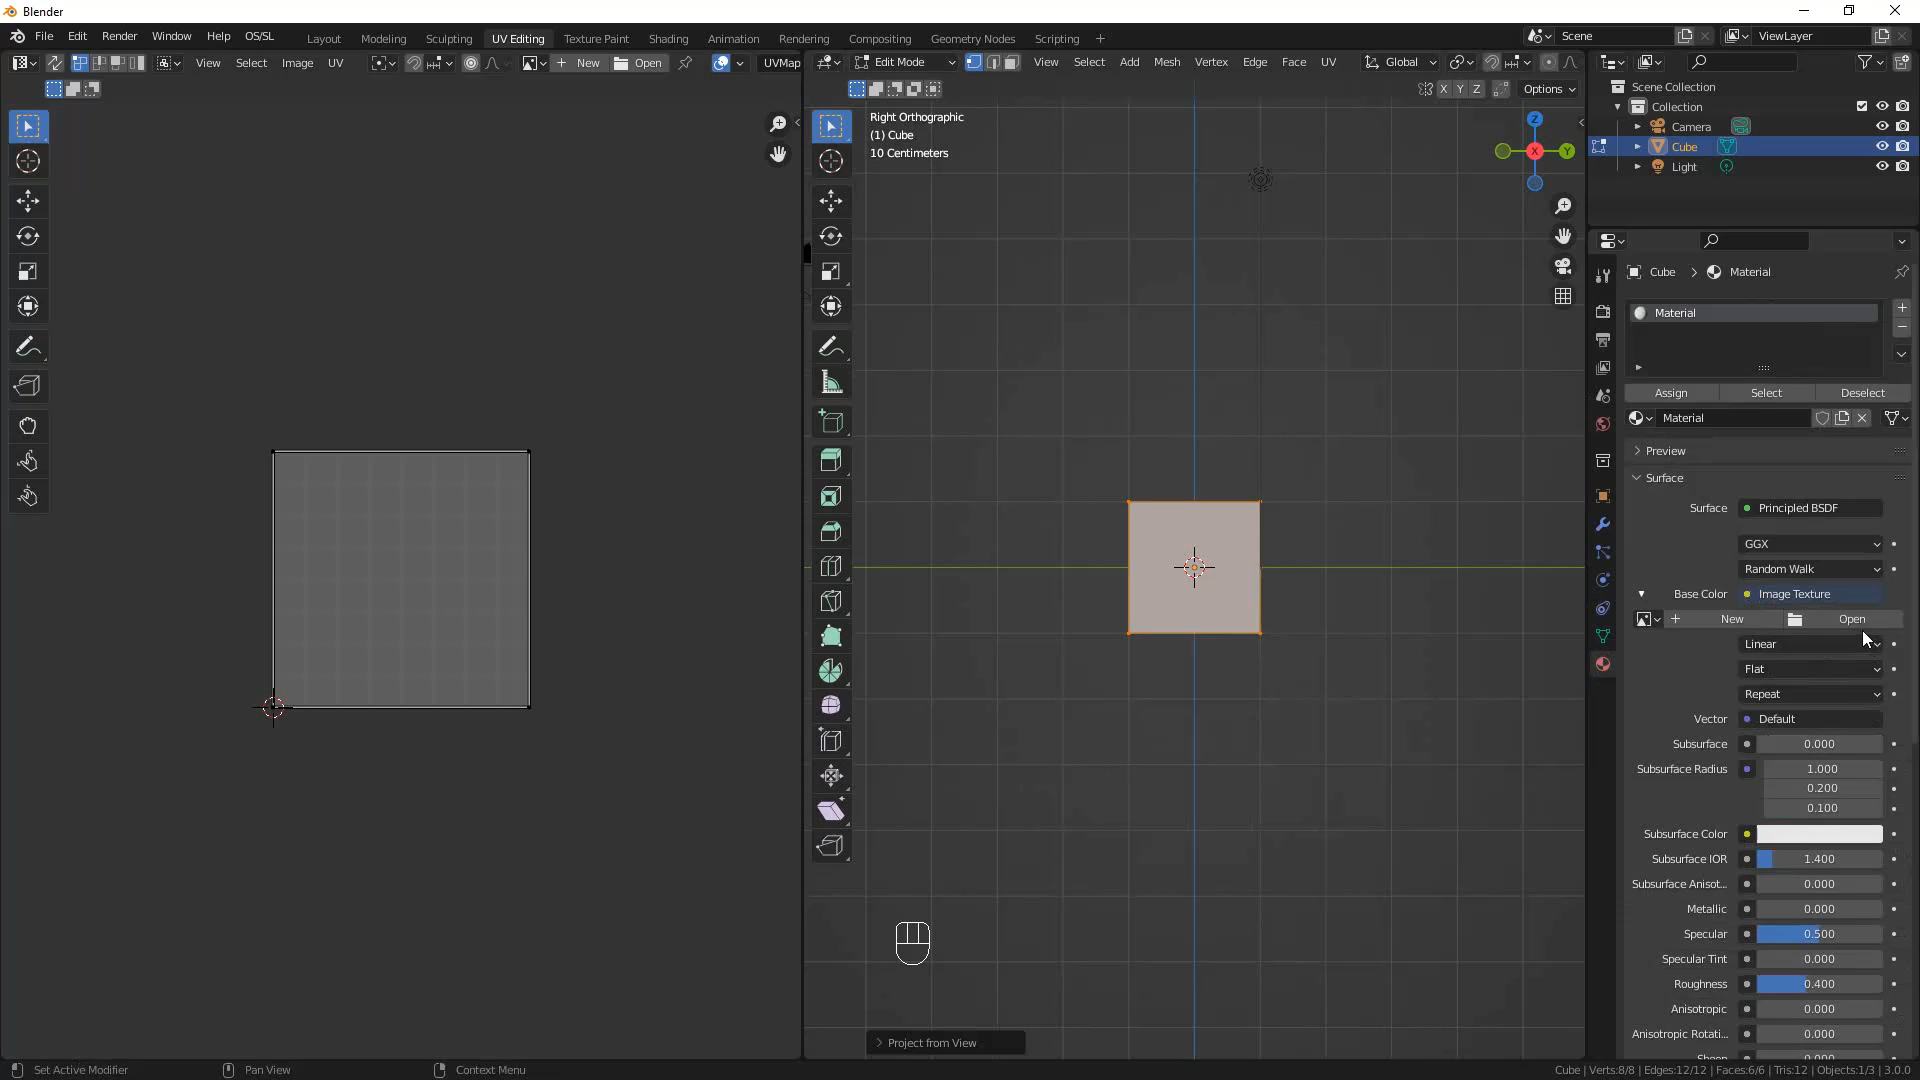 Blender
File Edit Render Window Help OS/SL
Layout Modeling Sculpting UV Editing Texture Paint Shading Animation Rendering Compositing Geometry Nodes Scripting +
Scene
ViewLayer
View Select Image UV
+ New Open
UVMap
Edit Mode
View Select Add Mesh Vertex Edge Face UV
Global
X Y Z
Options
Right Orthographic
(1) Cube
10 Centimeters
Z
X
Y
Project from View
Scene Collection
Collection
Camera
Cube
Light
Cube > Material
Material
+
−
Assign Select Deselect
Material
Preview
Surface
Surface Principled BSDF
GGX
Random Walk
Base Color Image Texture
+ New Open
Linear
Flat
Repeat
Vector Default
Subsurface 0.000
Subsurface Radius 1.000
0.200
0.100
Subsurface Color
Subsurface IOR 1.400
Subsurface Anisot... 0.000
Metallic 0.000
Specular 0.500
Specular Tint 0.000
Roughness 0.400
Anisotropic 0.000
Anisotropic Rotati... 0.000
Set Active Modifier Pan View Context Menu
Cube | Verts:8/8 | Edges:12/12 | Faces:6/6 | Tris:12 | Objects:1/3 | 3.0.0